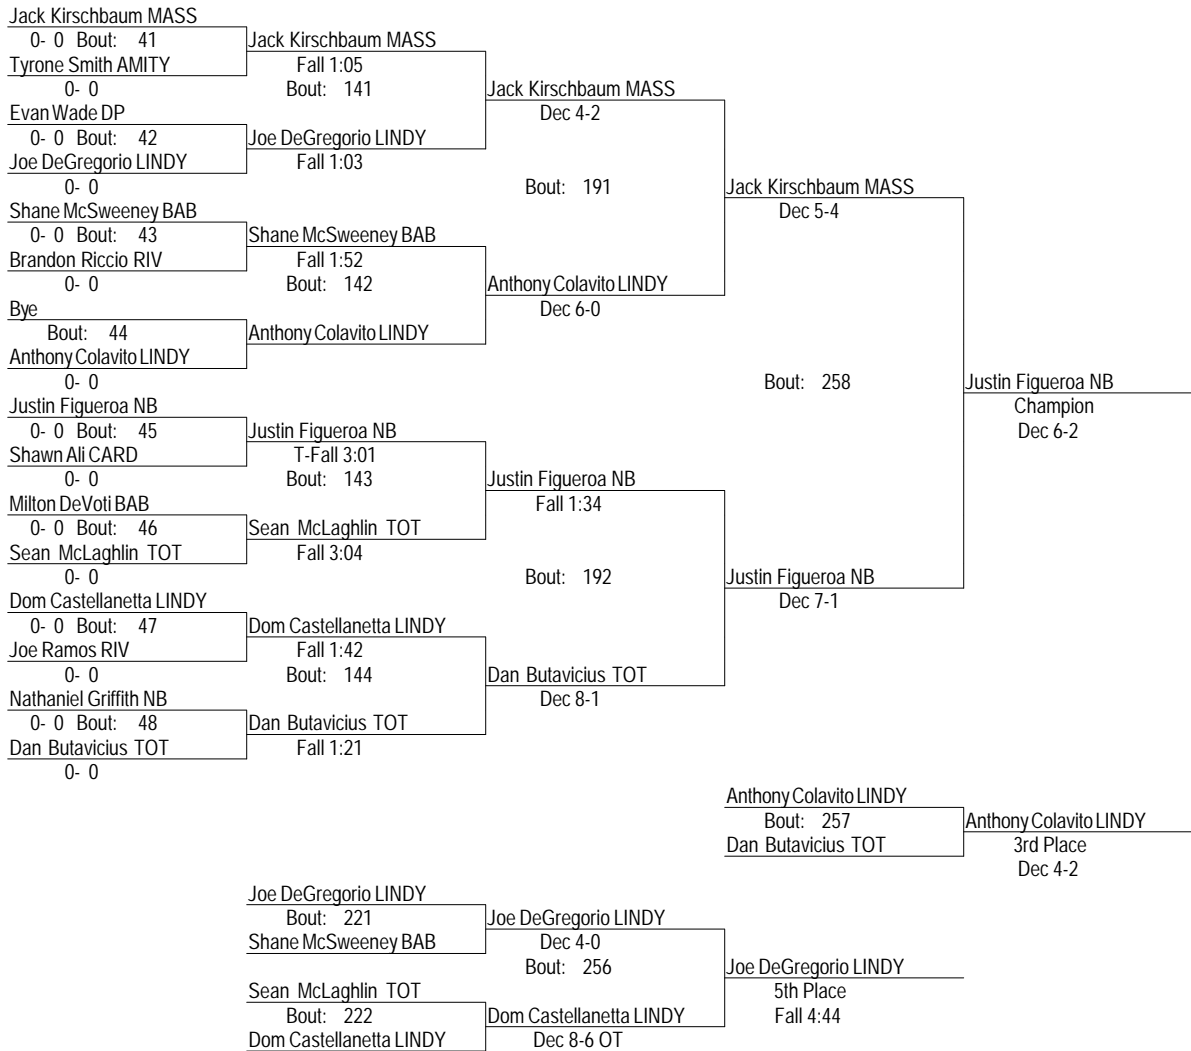 Jack Kirschbaum MASS
0- 0 Bout: 41
Jack Kirschbaum MASS
Tyrone Smith AMITY
Fall 1:05
0- 0
Bout: 141
Jack Kirschbaum MASS
Evan Wade DP
Dec 4-2
0- 0 Bout: 42
Joe DeGregorio LINDY
Joe DeGregorio LINDY
Fall 1:03
0- 0
Bout: 191
Jack Kirschbaum MASS
Shane McSweeney BAB
Dec 5-4
0- 0 Bout: 43
Shane McSweeney BAB
Brandon Riccio RIV
Fall 1:52
0- 0
Bout: 142
Anthony Colavito LINDY
Bye
Dec 6-0
Bout: 44
Anthony Colavito LINDY
Anthony Colavito LINDY
0- 0
Bout: 258
Justin Figueroa NB
Justin Figueroa NB
Champion
0- 0 Bout: 45
Justin Figueroa NB
Dec 6-2
Shawn Ali CARD
T-Fall 3:01
0- 0
Bout: 143
Justin Figueroa NB
Milton DeVoti BAB
Fall 1:34
0- 0 Bout: 46
Sean McLaghlin TOT
Sean McLaghlin TOT
Fall 3:04
0- 0
Bout: 192
Justin Figueroa NB
Dom Castellanetta LINDY
Dec 7-1
0- 0 Bout: 47
Dom Castellanetta LINDY
Joe Ramos RIV
Fall 1:42
0- 0
Bout: 144
Dan Butavicius TOT
Nathaniel Griffith NB
Dec 8-1
0- 0 Bout: 48
Dan Butavicius TOT
Dan Butavicius TOT
Fall 1:21
0- 0
Anthony Colavito LINDY
Bout: 257
Anthony Colavito LINDY
Dan Butavicius TOT
3rd Place
Dec 4-2
Joe DeGregorio LINDY
Bout: 221
Joe DeGregorio LINDY
Shane McSweeney BAB
Dec 4-0
Bout: 256
Joe DeGregorio LINDY
Sean McLaghlin TOT
5th Place
Bout: 222
Dom Castellanetta LINDY
Fall 4:44
Dom Castellanetta LINDY
Dec 8-6 OT